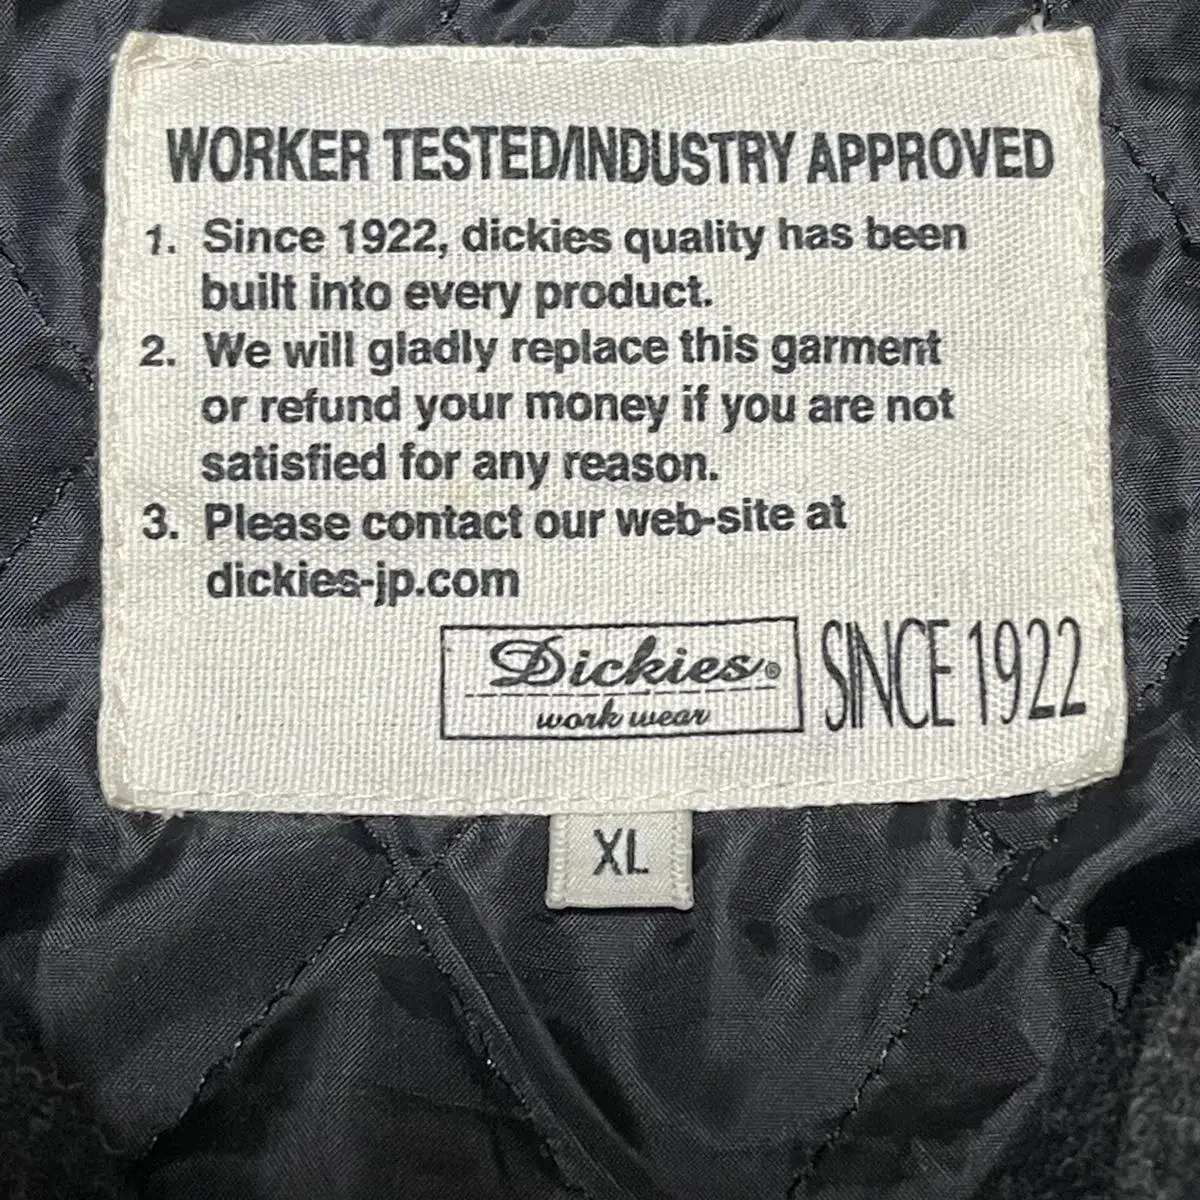 WORKER TESTED/INDUSTRY APPROVED
1. Since 1922, dickies quality has been
built into every product.
2. We will gladly replace this garment
or refund your money if you are not
satisfied for any reason.
3. Please contact our web-site at
dickies-jp.com
Dickies®
work wear
SINCE 1922
XL